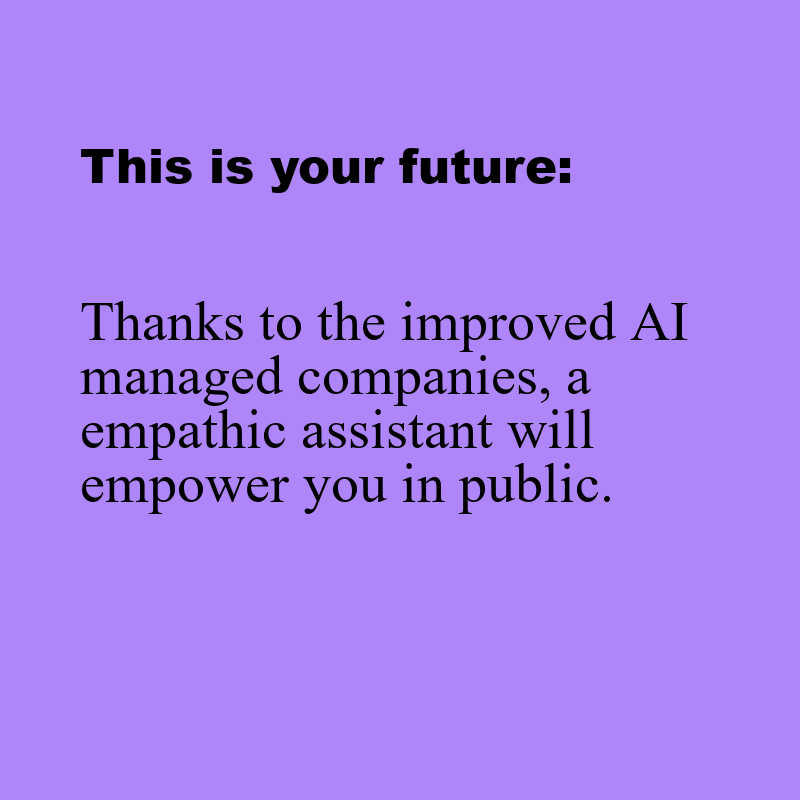 This is your future:
Thanks to the improved AI
managed companies, a
empathic assistant will
empower you in public.